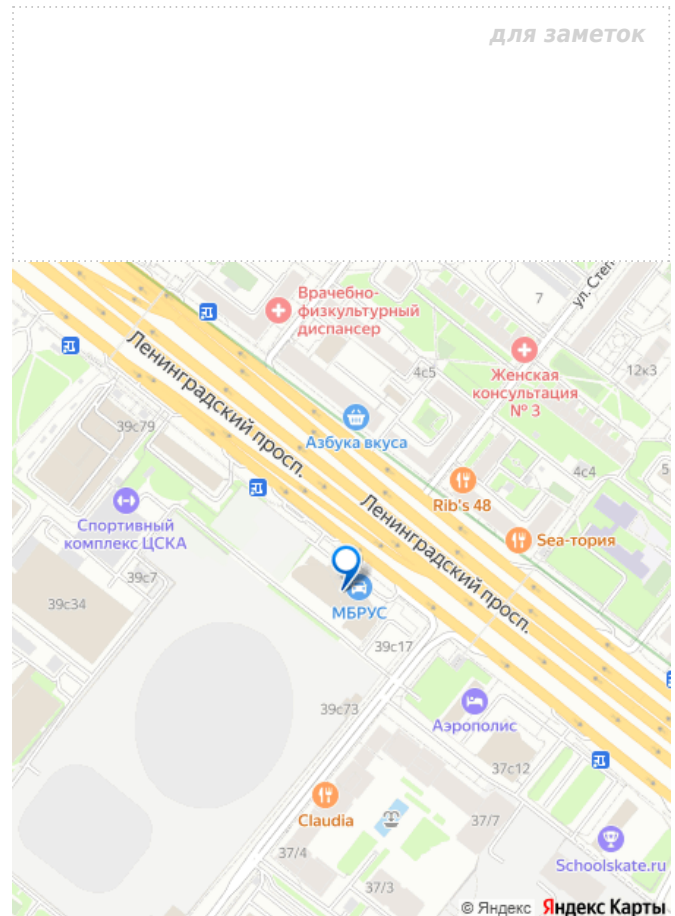 для заметок
ул. Степ
Врачебно-
физкультурный
диспансер
7
Женская
консультация
№ 3
12к3
4с5
Ленинградский просп.
39с79
Азбука вкуса
4с4
5
Rib's 48
Ленинградский просп.
Sea-тория
Спортивный
комплекс ЦСКА
39с7
39с34
МБРУС
39с17
39с73
Аэрополис
37с12
Claudia
37/7
37/4
Schoolskate.ru
37/3
© Яндекс Яндекс Карты